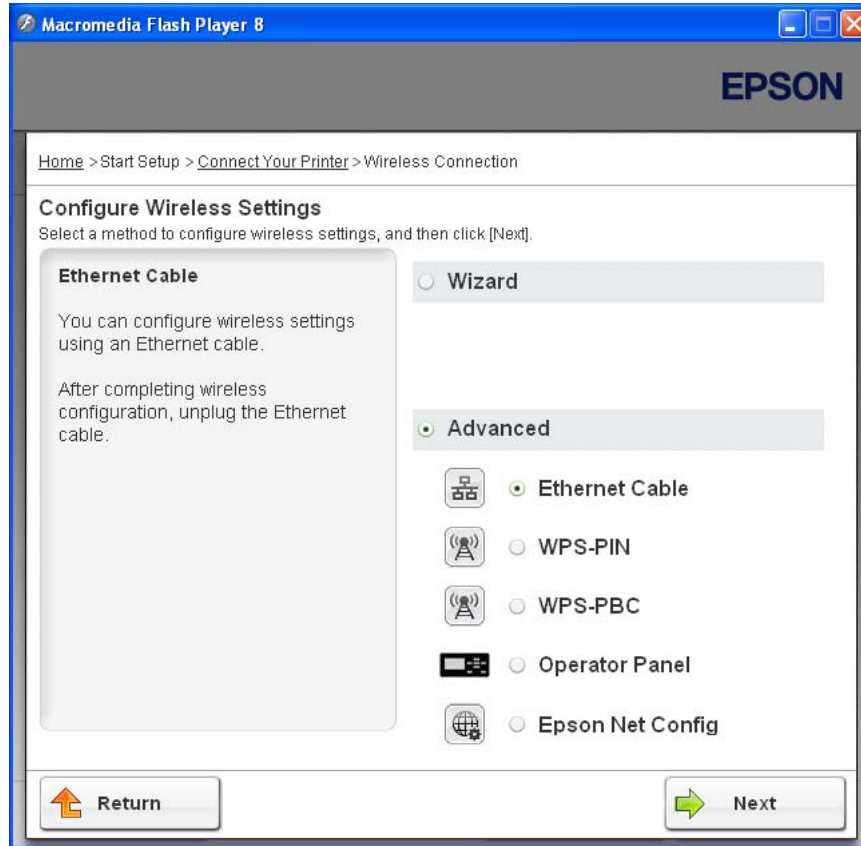 Macromedia Flash Player 8
EPSON
Home > Start Setup > Connect Your Printer > Wireless Connection
Configure Wireless Settings
Select a method to configure wireless settings, and then click [Next].
Ethernet Cable
You can configure wireless settings
using an Ethernet cable.
After completing wireless
configuration, unplug the Ethernet
cable.
Wizard
Advanced
Ethernet Cable
WPS-PIN
WPS-PBC
Operator Panel
Epson Net Config
Return
Next